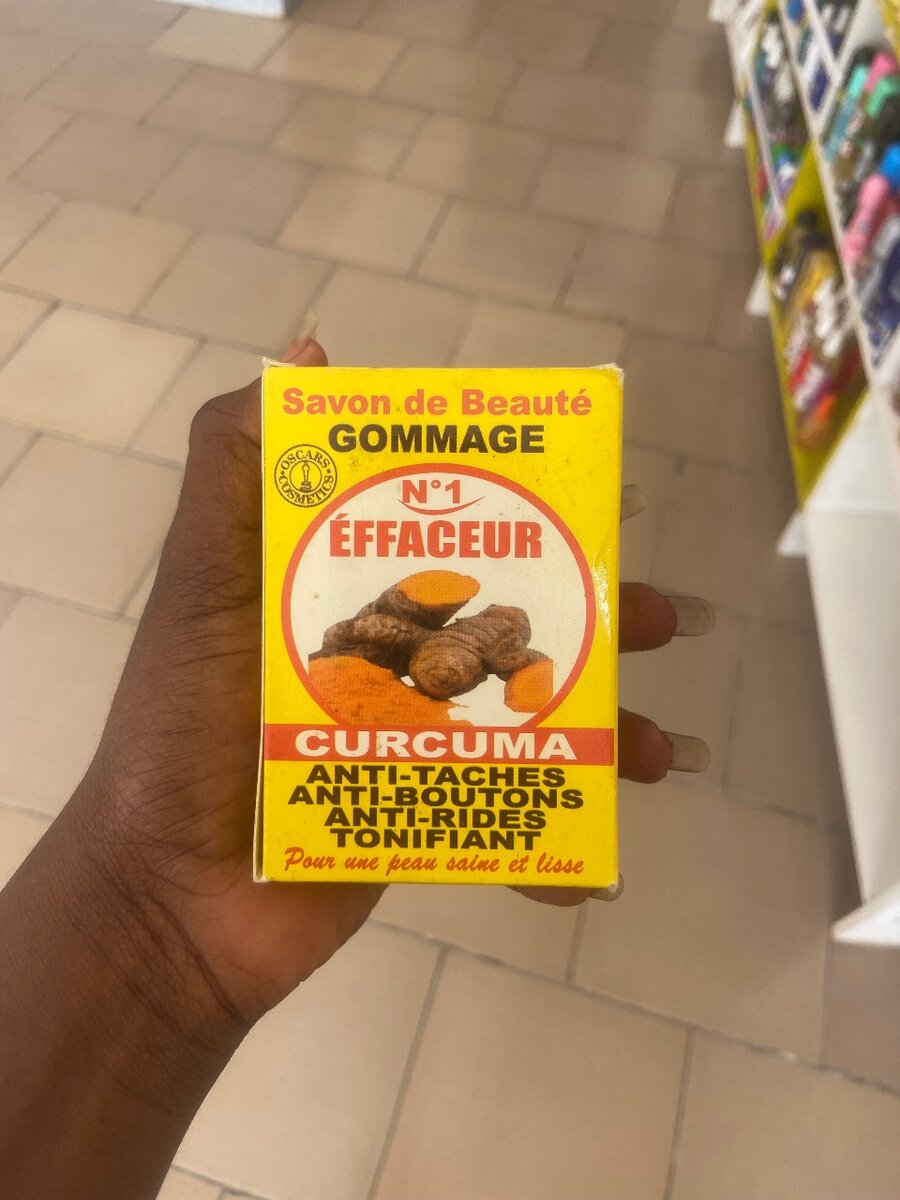 Savon de Beauté
GOMMAGE
OSCARS
COSMETICS
N°1
ÉFFACEUR
CURCUMA
ANTI-TACHES
ANTI-BOUTONS
ANTI-RIDES
TONIFIANT
Pour une peau saine et lisse